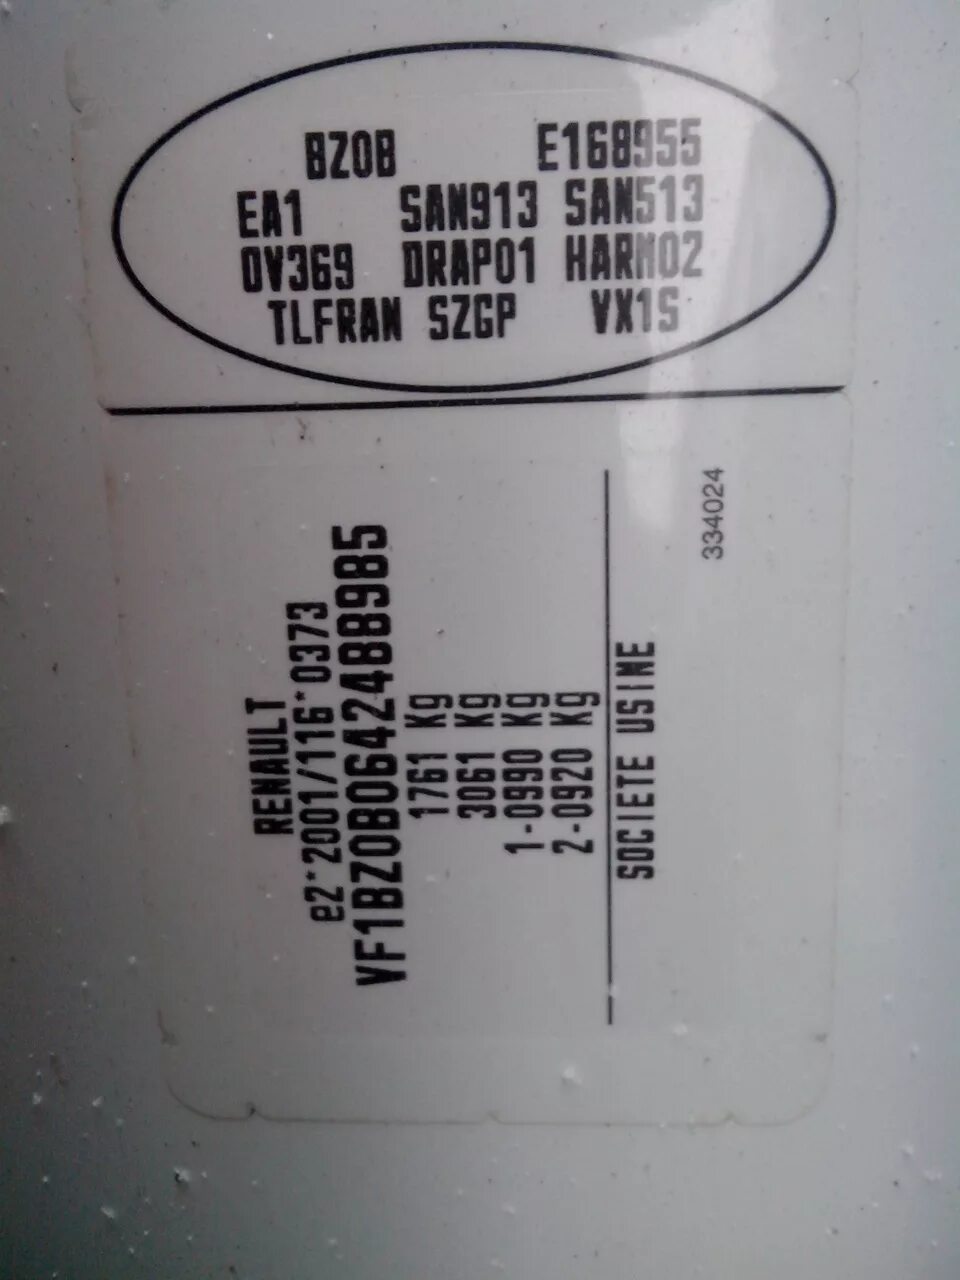 BZ0B E168955
EA1 SAN913 SAN513
OV369 DRAP01 HARM02
TLFRAN SZGP VX1S
RENAULT
e2*2001/116*0373
VF1BZ0B0642488985
1761 Kg
3061 Kg
1-0990 Kg
2-0920 Kg
SOCIETE USINE
334024